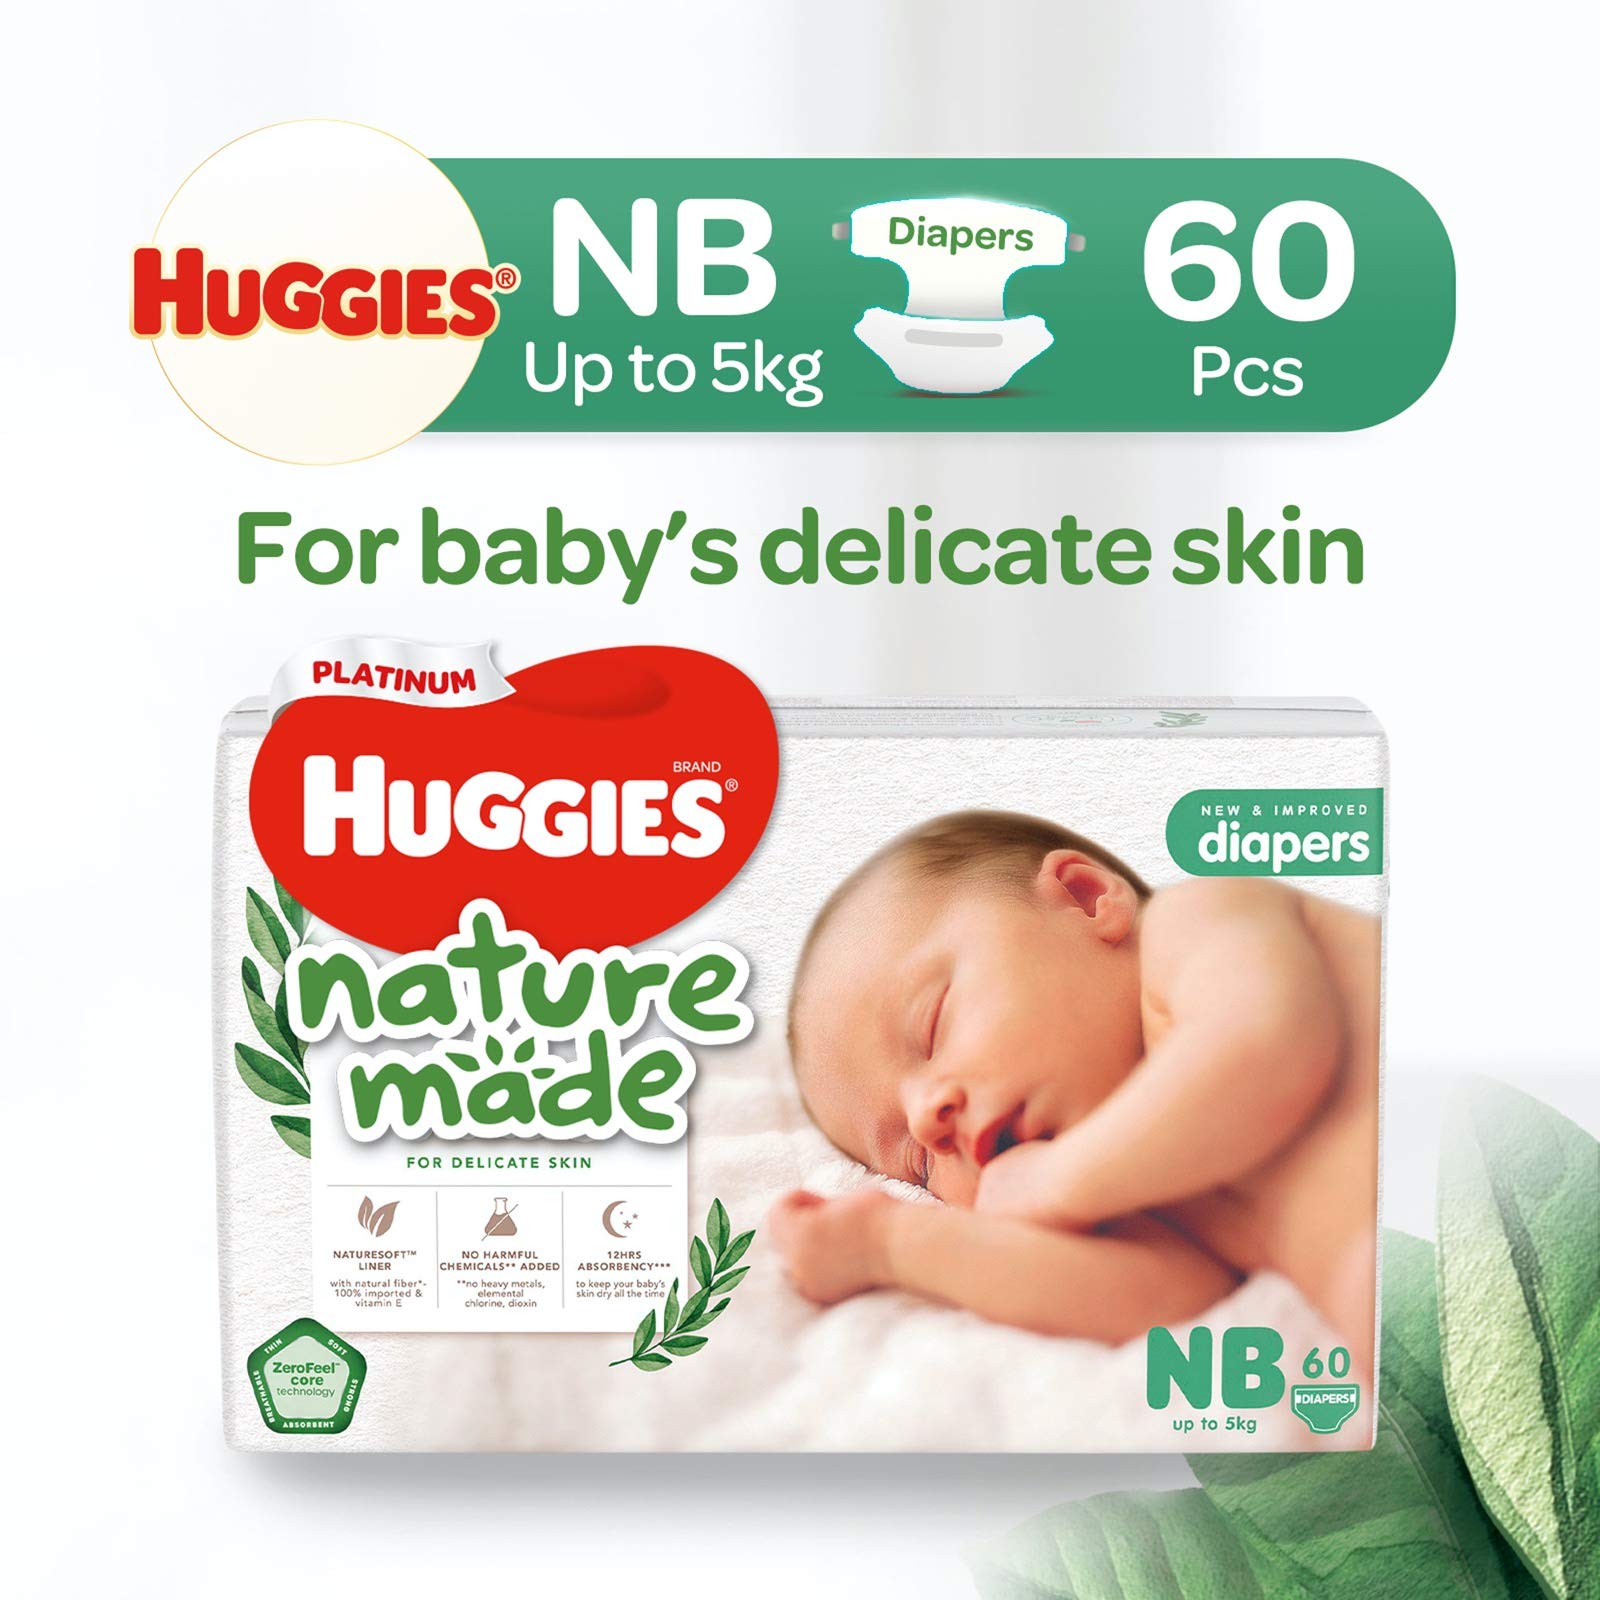 HUGGIES®
NB
Up to 5kg
Diapers
60
Pcs
For baby's delicate skin
PLATINUM
BRAND
HUGGIES®
NEW & IMPROVED
diapers
nature
made
FOR DELICATE SKIN
NATURESOFT™
LINER
with natural fiber*-
100% imported &
vitamin E
NO HARMFUL
CHEMICALS** ADDED
**no heavy metals,
elemental
chlorine, dioxin
12HRS
ABSORBENCY***
to keep your baby's
skin dry all the time
THIN
SOFT
STRONG
ABSORBENT
BREATHABLE
ZeroFeel™
core
technology
NB
up to 5kg
60
DIAPERS